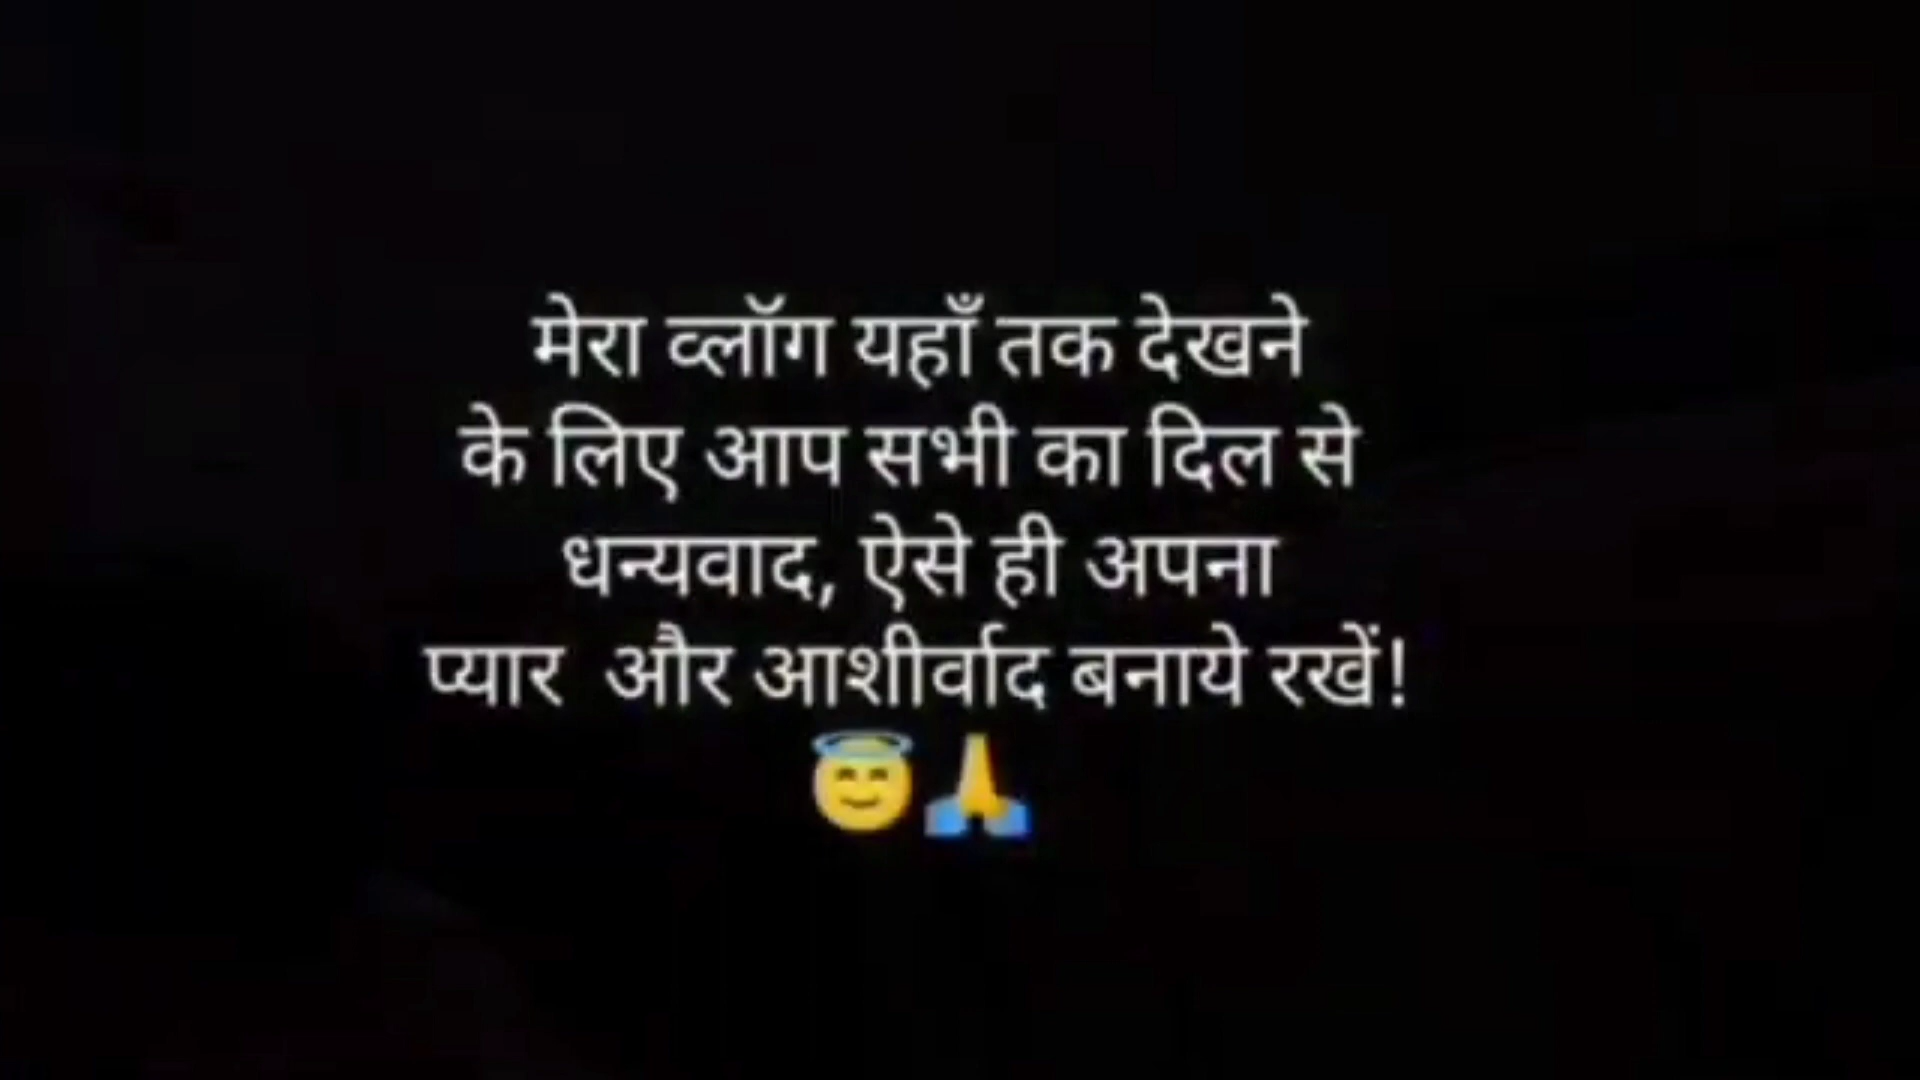 मेरा व्लॉग यहाँ तक देखने
के लिए आप सभी का दिल से
धन्यवाद, ऐसे ही अपना
प्यार और आशीर्वाद बनाये रखें!
😇🙏